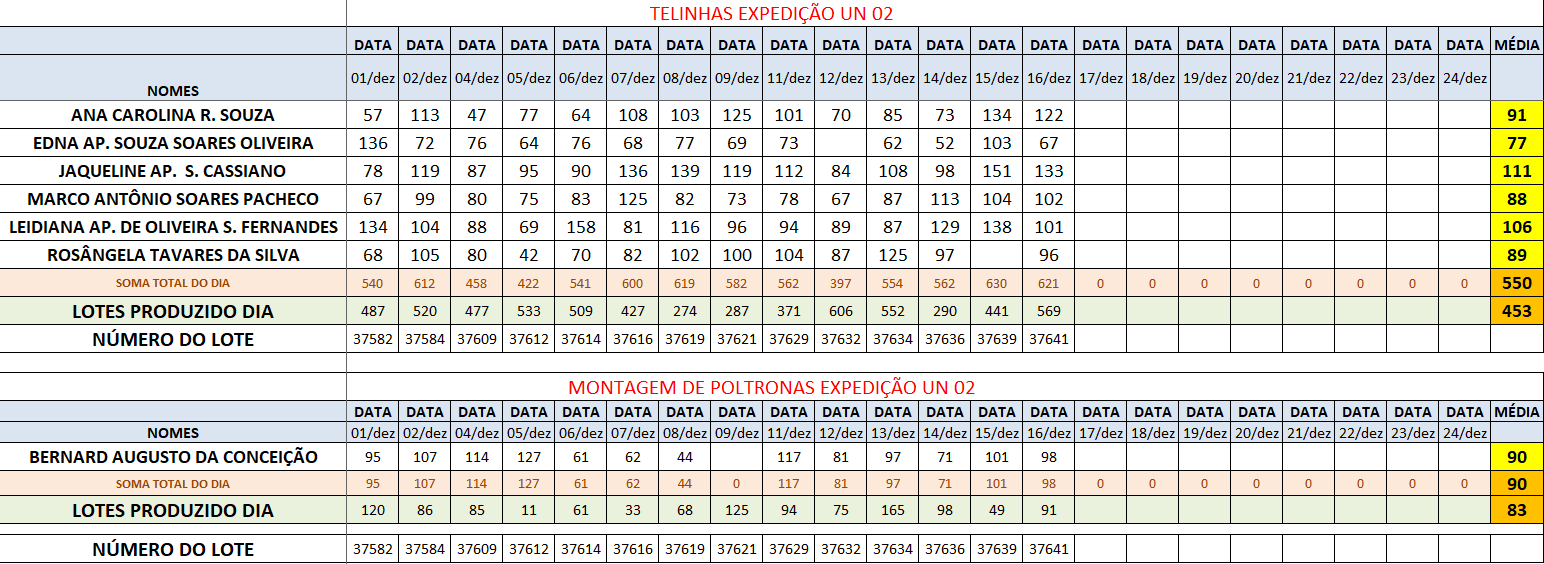 TELINHAS EXPEDIÇÃO UN 02
DATA DATA DATA DATA DATA DATA DATA DATA DATA DATA DATA DATA DATA DATA DATA DATA DATA DATA DATA DATA DATA DATA MÉDIA
NOMES 01/dez 02/dez 04/dez 05/dez 06/dez 07/dez 08/dez 09/dez 11/dez 12/dez 13/dez 14/dez 15/dez 16/dez 17/dez 18/dez 19/dez 20/dez 21/dez 22/dez 23/dez 24/dez
ANA CAROLINA R. SOUZA 57 113 47 77 64 108 103 125 101 70 85 73 134 122 91
EDNA AP. SOUZA SOARES OLIVEIRA 136 72 76 64 76 68 77 69 73 62 52 103 67 77
JAQUELINE AP. S. CASSIANO 78 119 87 95 90 136 139 119 112 84 108 98 151 133 111
MARCO ANTÔNIO SOARES PACHECO 67 99 80 75 83 125 82 73 78 67 87 113 104 102 88
LEIDIANA AP. DE OLIVEIRA S. FERNANDES 134 104 88 69 158 81 116 96 94 89 87 129 138 101 106
ROSÂNGELA TAVARES DA SILVA 68 105 80 42 70 82 102 100 104 87 125 97 96 89
SOMA TOTAL DO DIA 540 612 458 422 541 600 619 582 562 397 554 562 630 621 0 0 0 0 0 0 0 0 550
LOTES PRODUZIDO DIA 487 520 477 533 509 427 274 287 371 606 552 290 441 569 453
NÚMERO DO LOTE 37582 37584 37609 37612 37614 37616 37619 37621 37629 37632 37634 37636 37639 37641
MONTAGEM DE POLTRONAS EXPEDIÇÃO UN 02
DATA DATA DATA DATA DATA DATA DATA DATA DATA DATA DATA DATA DATA DATA DATA DATA DATA DATA DATA DATA DATA DATA MÉDIA
NOMES 01/dez 02/dez 04/dez 05/dez 06/dez 07/dez 08/dez 09/dez 11/dez 12/dez 13/dez 14/dez 15/dez 16/dez 17/dez 18/dez 19/dez 20/dez 21/dez 22/dez 23/dez 24/dez
BERNARD AUGUSTO DA CONCEIÇÃO 95 107 114 127 61 62 44 117 81 97 71 101 98 90
SOMA TOTAL DO DIA 95 107 114 127 61 62 44 0 117 81 97 71 101 98 0 0 0 0 0 0 0 0 90
LOTES PRODUZIDO DIA 120 86 85 11 61 33 68 125 94 75 165 98 49 91 83
NÚMERO DO LOTE 37582 37584 37609 37612 37614 37616 37619 37621 37629 37632 37634 37636 37639 37641